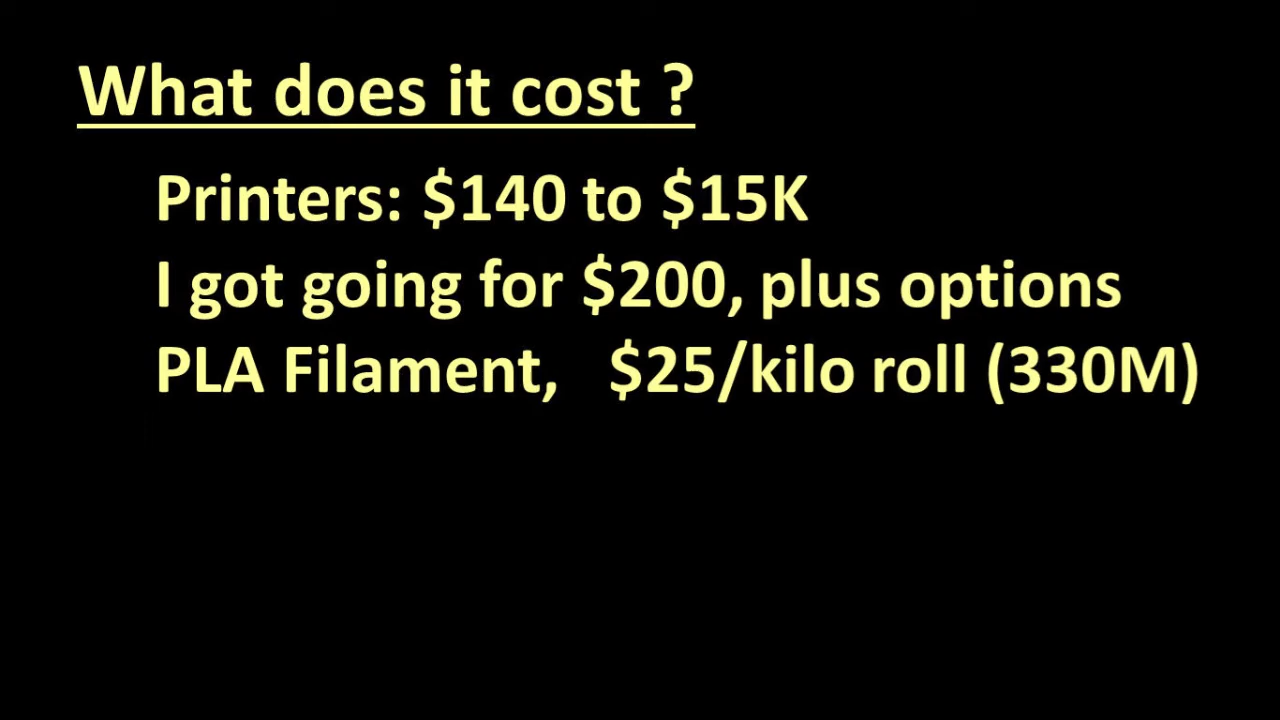 What does it cost ?
Printers: $140 to $15K
I got going for $200, plus options
PLA Filament, $25/kilo roll (330M)